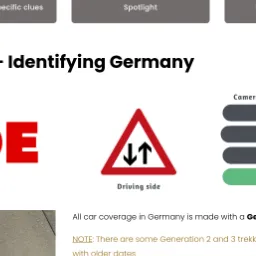 ecific clues
Spotlight
- Identifying Germany
Camer
DE
Driving side
All car coverage in Germany is made with a Ge
NOTE: There are some Generation 2 and 3 trekk
with older dates